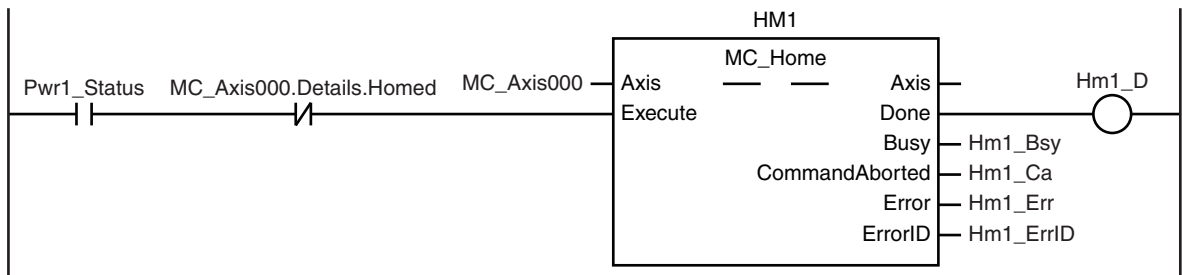 HM1
MC_Home
Pwr1_Status MC_Axis000.Details.Homed MC_Axis000 Axis Axis Hm1_D
Execute Done
Busy Hm1_Bsy
CommandAborted Hm1_Ca
Error Hm1_Err
ErrorID Hm1_ErrID